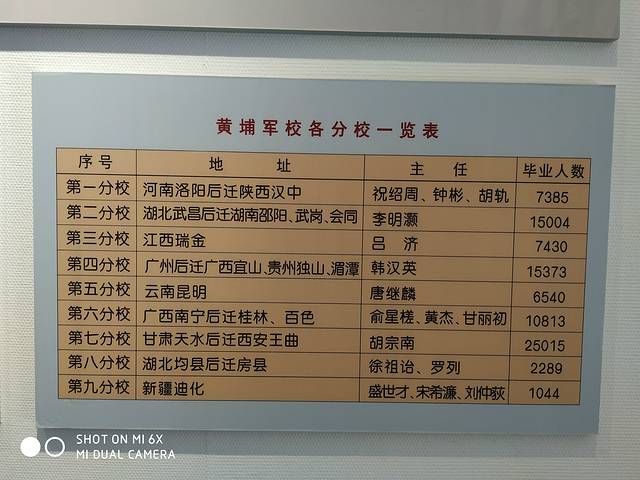 黄埔军校各分校一览表
序号 地址 主任 毕业人数
第一分校 河南洛阳后迁陕西汉中 祝绍周、钟彬、胡轨 7385
第二分校 湖北武昌后迁湖南邵阳、武岗、会同 李明灏 15004
第三分校 江西瑞金 吕济 7430
第四分校 广州后迁广西宜山、贵州独山、湄潭 韩汉英 15373
第五分校 云南昆明 唐继麟 6540
第六分校 广西南宁后迁桂林、百色 俞星槎、黄杰、甘丽初 10813
第七分校 甘肃天水后迁西安王曲 胡宗南 25015
第八分校 湖北均县后迁房县 徐祖诒、罗列 2289
第九分校 新疆迪化 盛世才、宋希濂、刘仲荻 1044
SHOT ON MI 6X
MI DUAL CAMERA